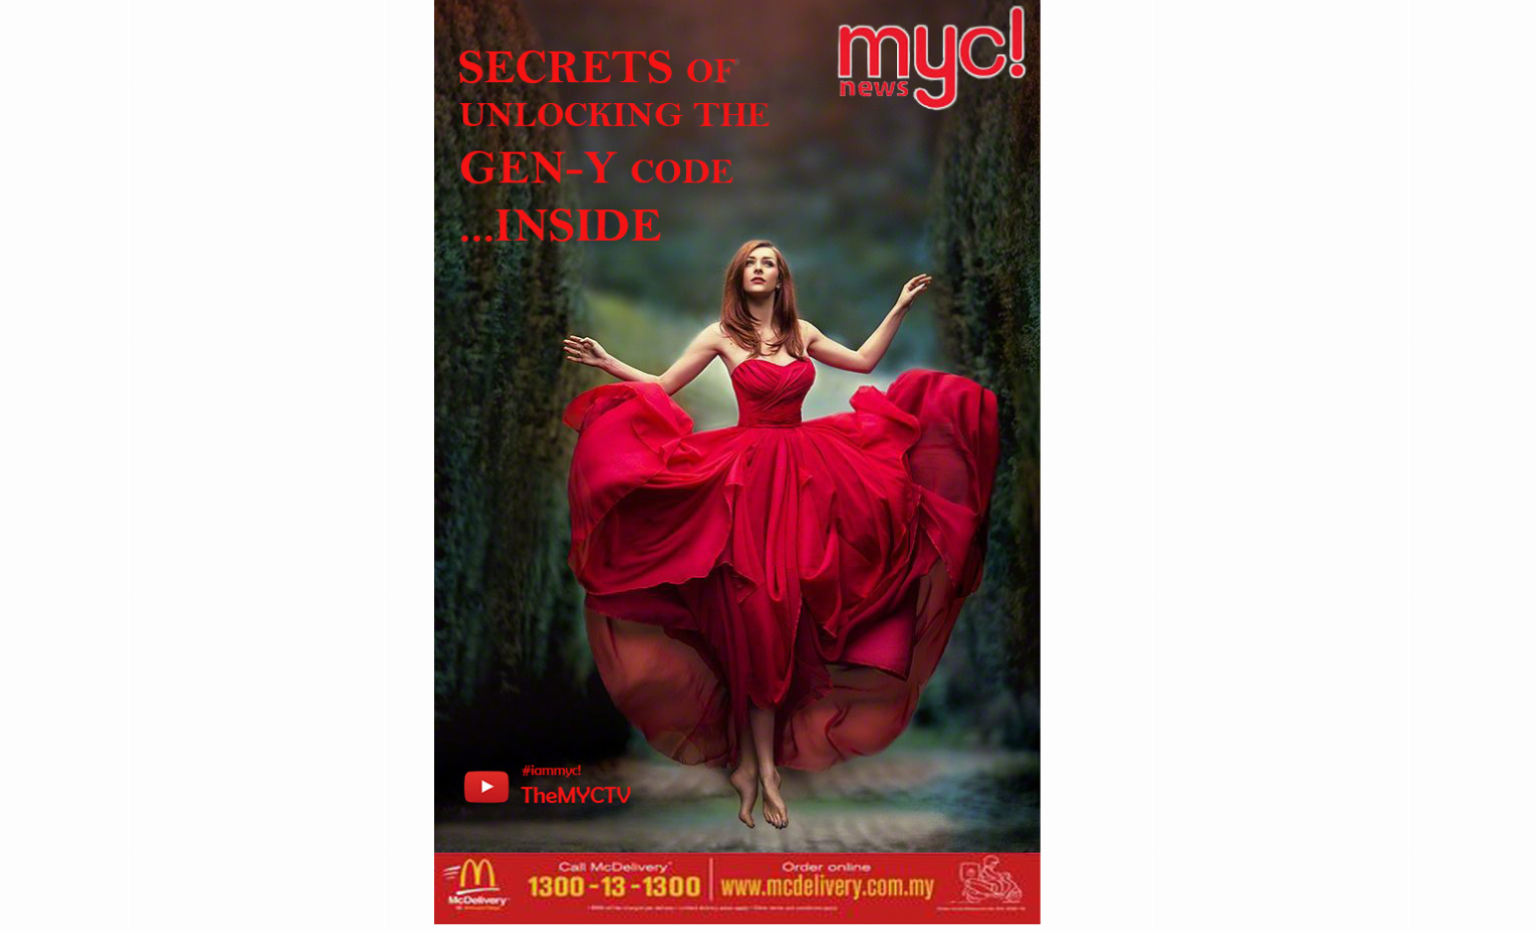 SECRETS OF
UNLOCKING THE
GEN-Y CODE
...INSIDE
myc!
news
#iammyc!
TheMYCTV
McDelivery
Call McDelivery
1300-13-1300
Order online
www.mcdelivery.com.my